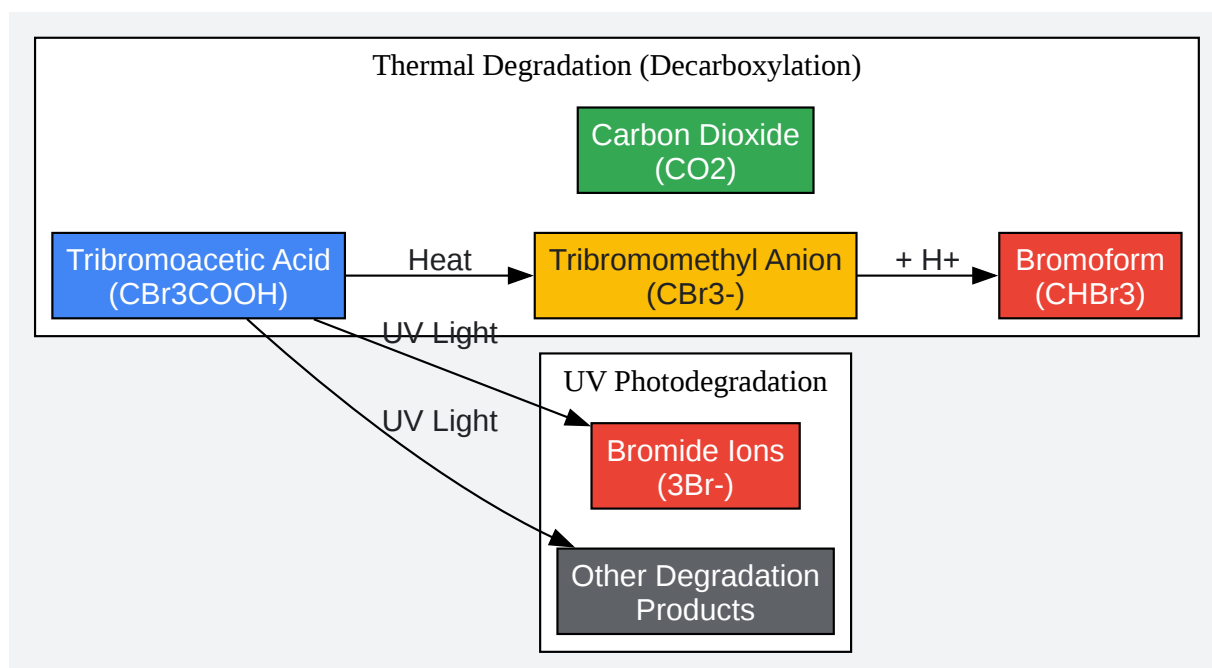 Thermal Degradation (Decarboxylation)
Carbon Dioxide
(CO2)
Tribromoacetic Acid
(CBr3COOH)
Heat
Tribromomethyl Anion
(CBr3-)
+ H+
Bromoform
(CHBr3)
UV Light
UV Photodegradation
UV Light
Bromide Ions
(3Br-)
Other Degradation
Products